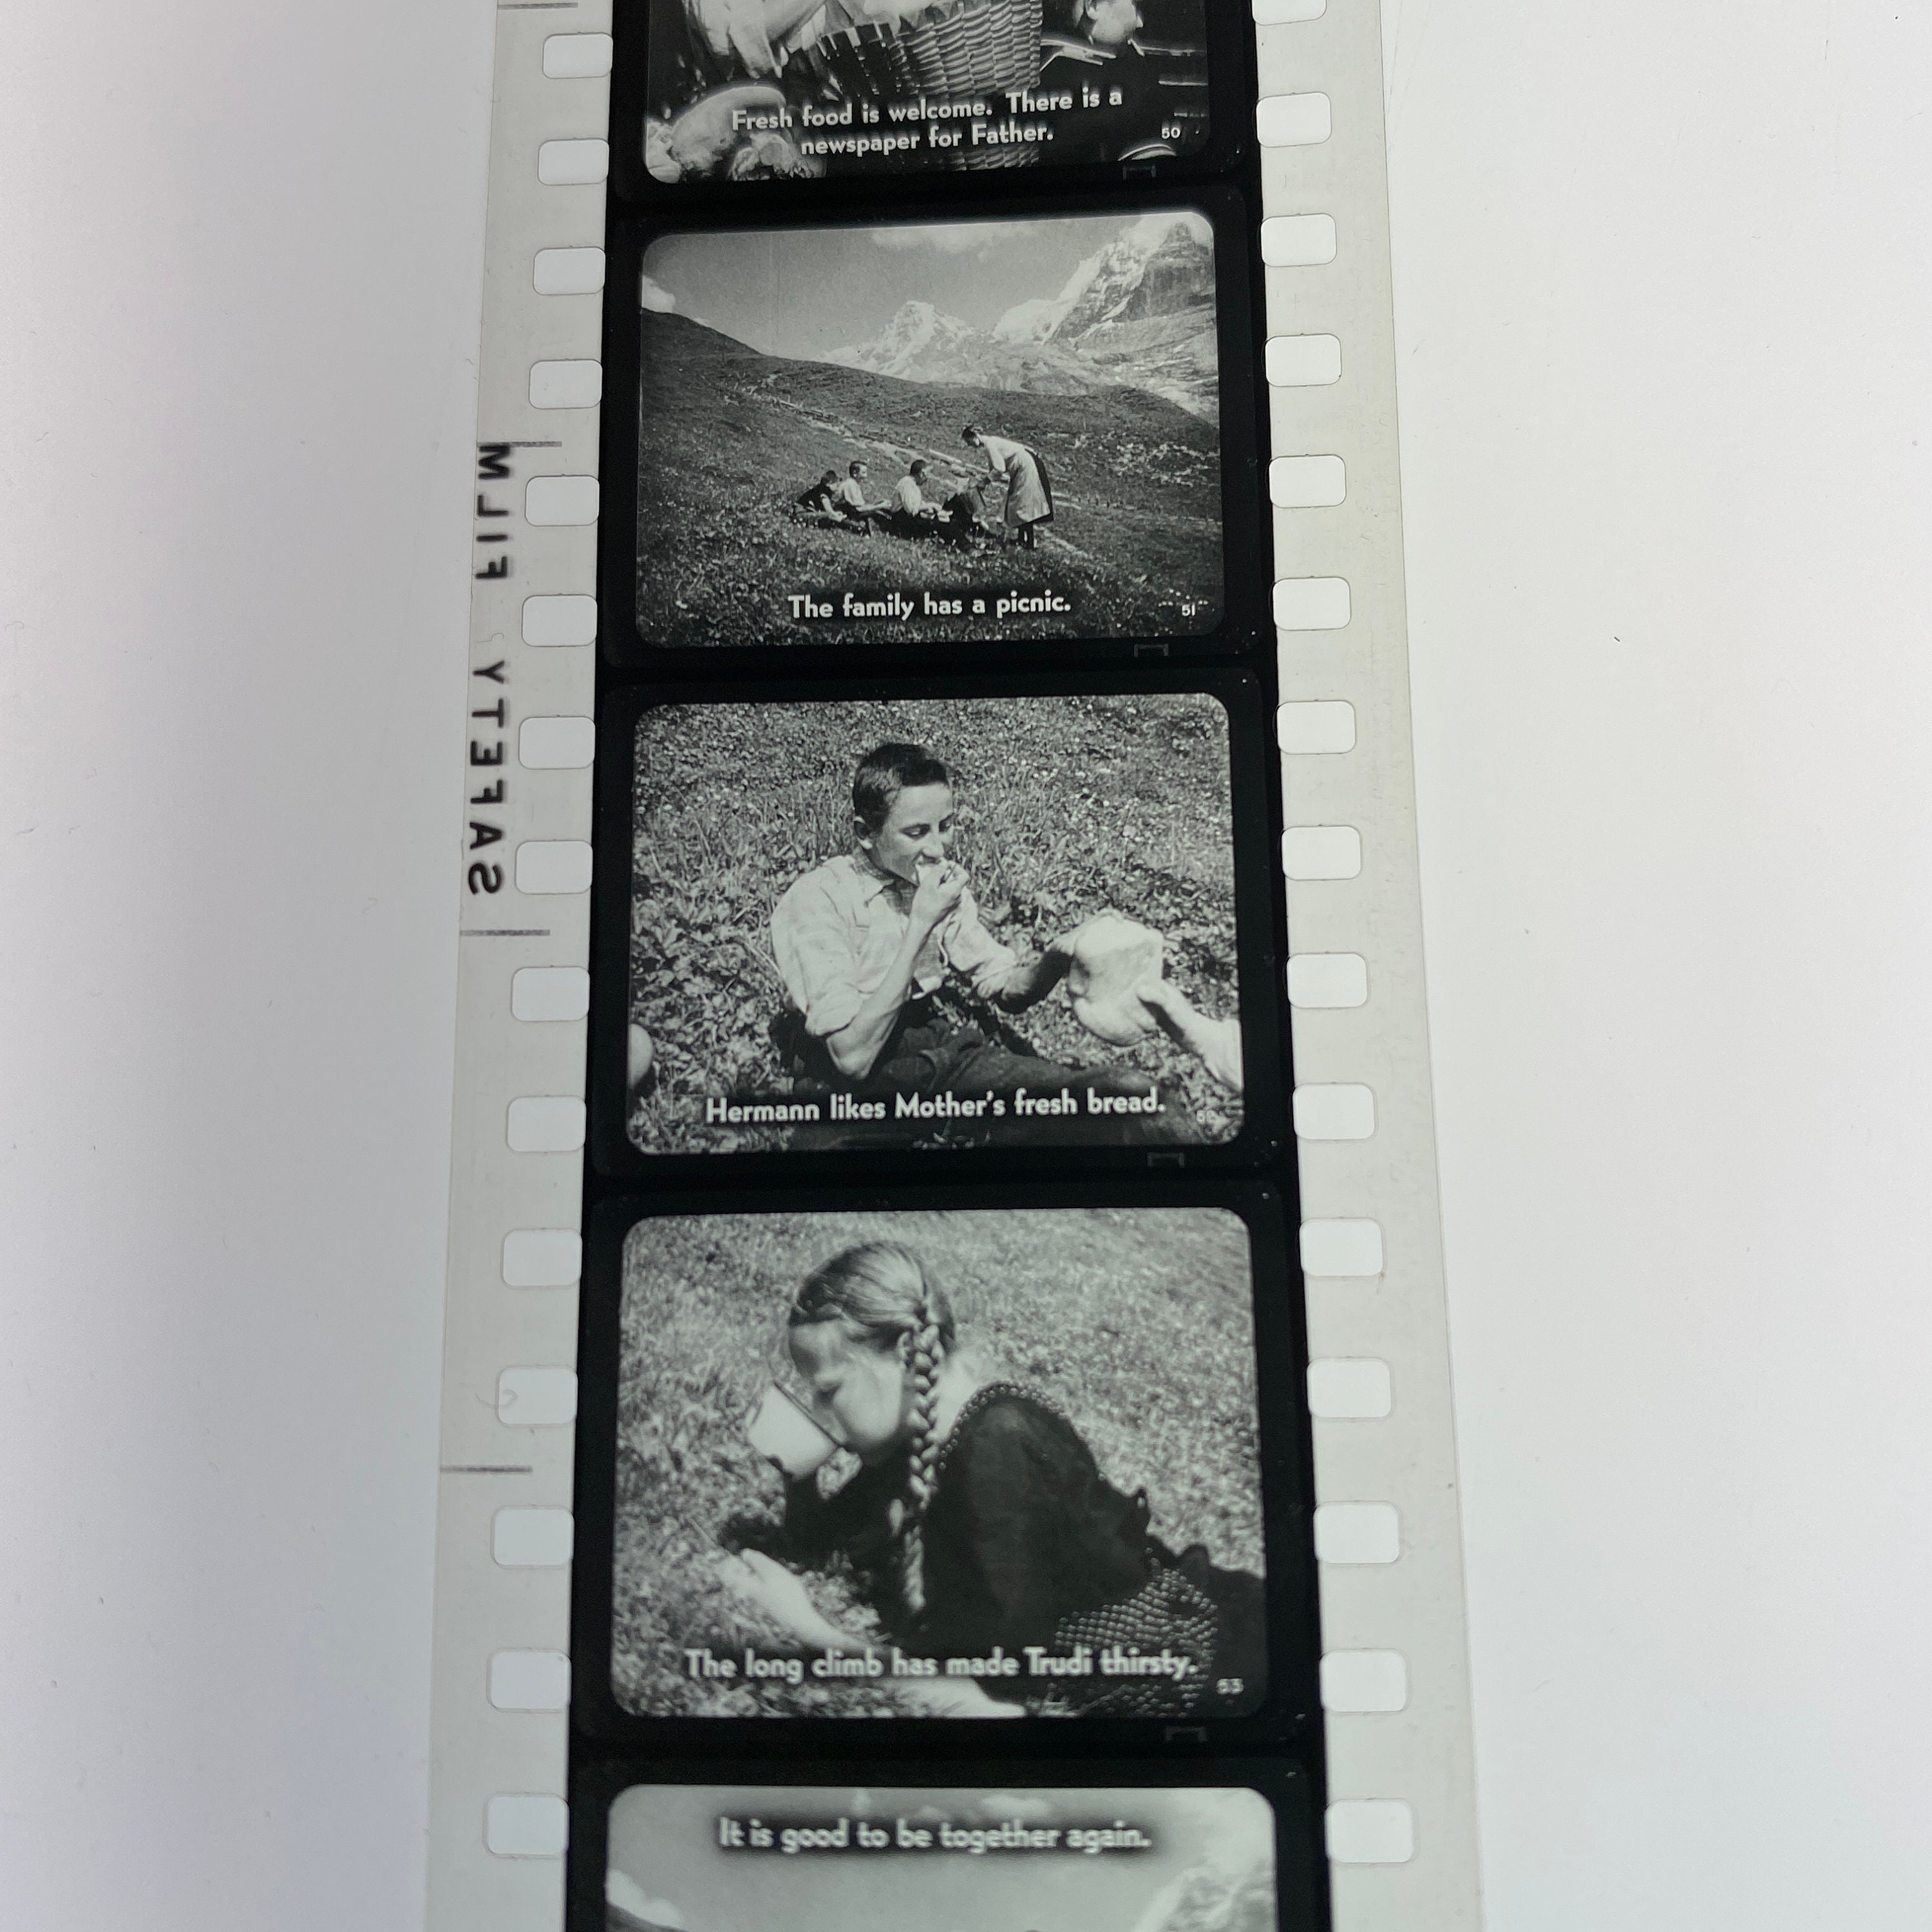 Fresh food is welcome. There is a
newspaper for Father.
50
The family has a picnic.
51
SAFETY FILM
Hermann likes Mother's fresh bread.
52
The long climb has made Trudi thirsty.
53
It is good to be together again.